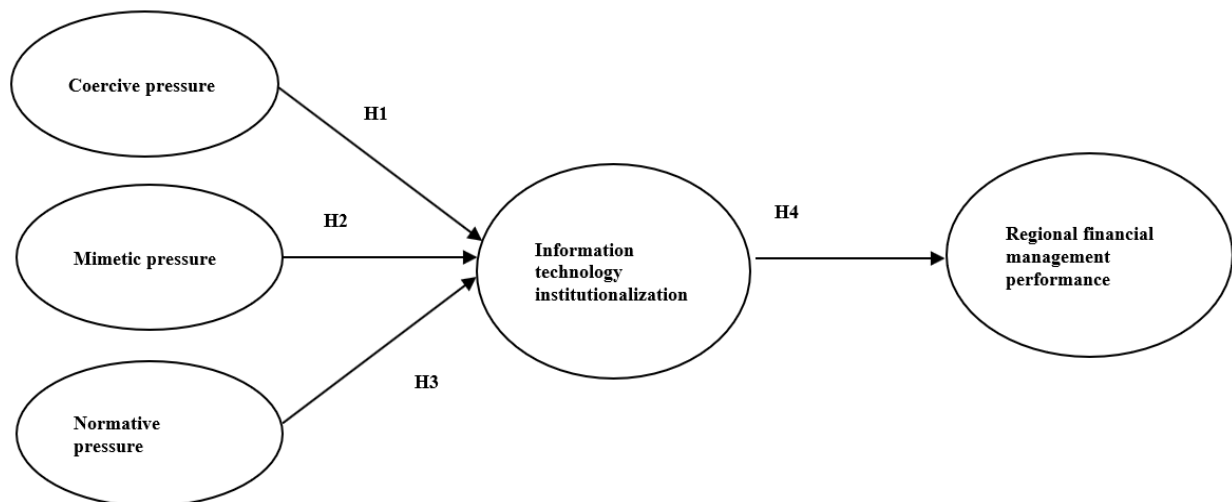 Coercive pressure
H1
Mimetic pressure
H2
Normative
pressure
H3
Information
technology
institutionalization
H4
Regional financial
management
performance